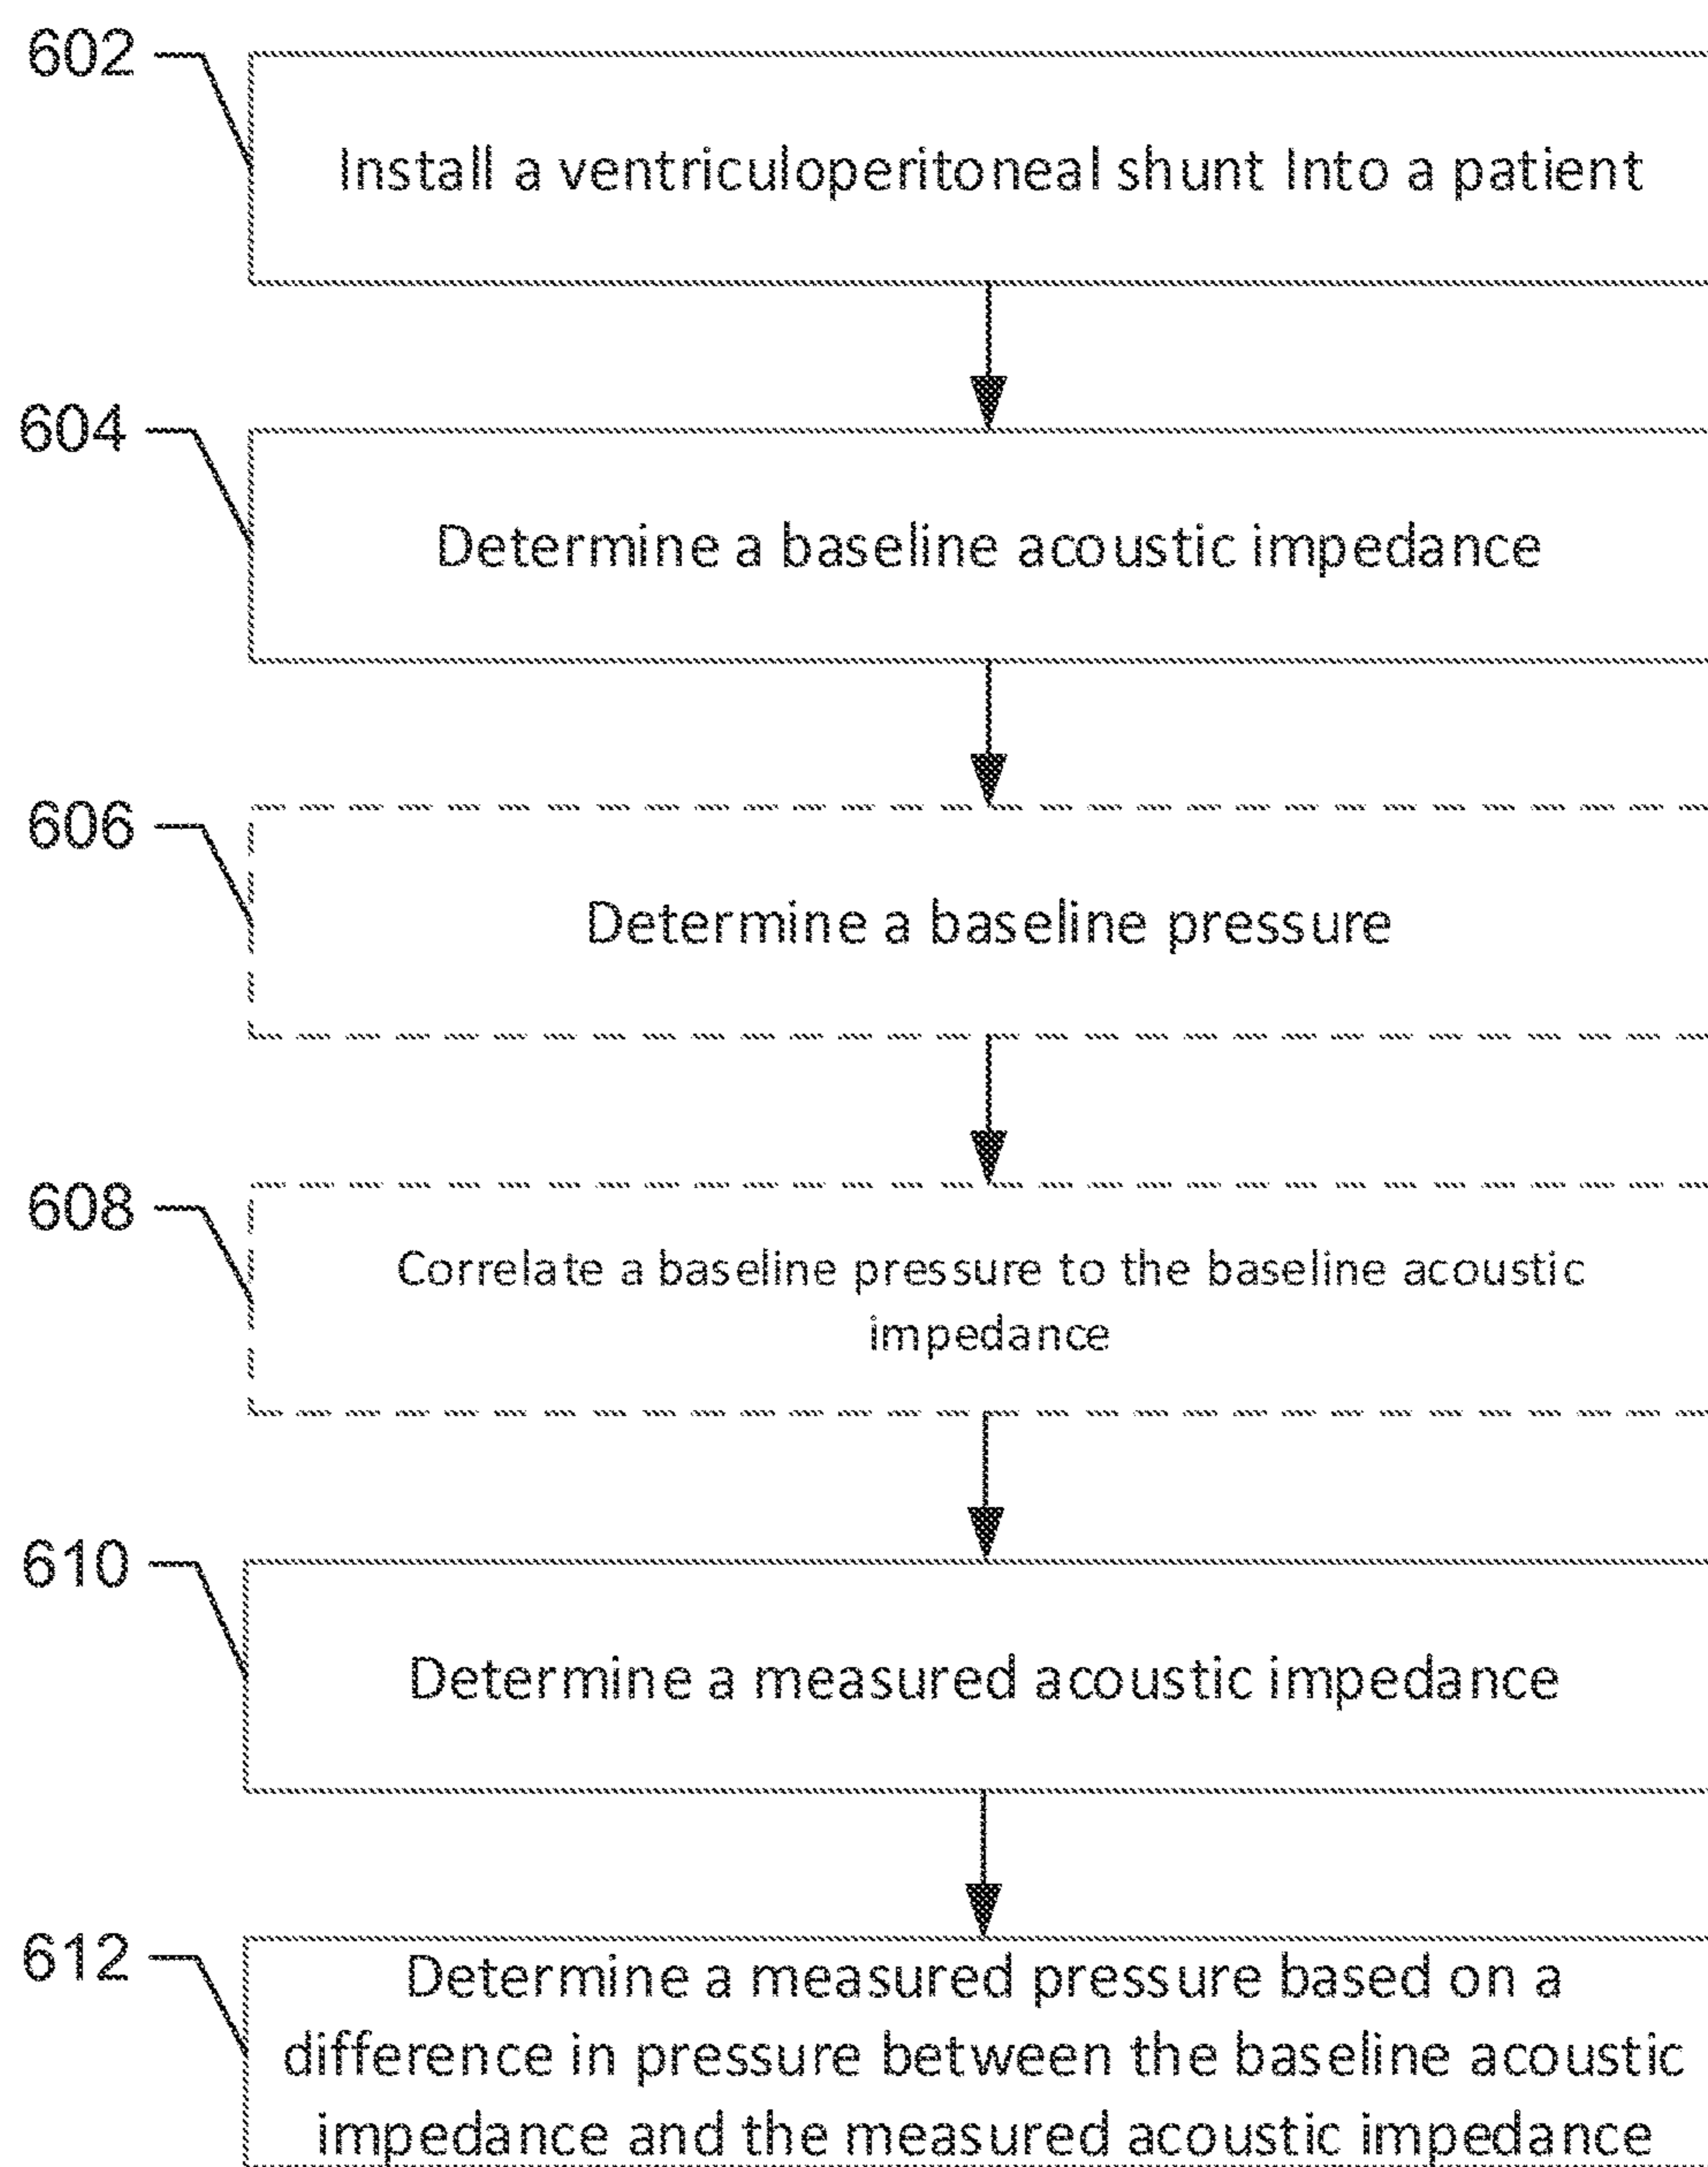 602
Install a ventriculoperitoneal shunt Into a patient
604
Determine a baseline acoustic impedance
606
Determine a baseline pressure
608
Correlate a baseline pressure to the baseline acoustic
impedance
610
Determine a measured acoustic impedance
612
Determine a measured pressure based on a
difference in pressure between the baseline acoustic
impedance and the measured acoustic impedance